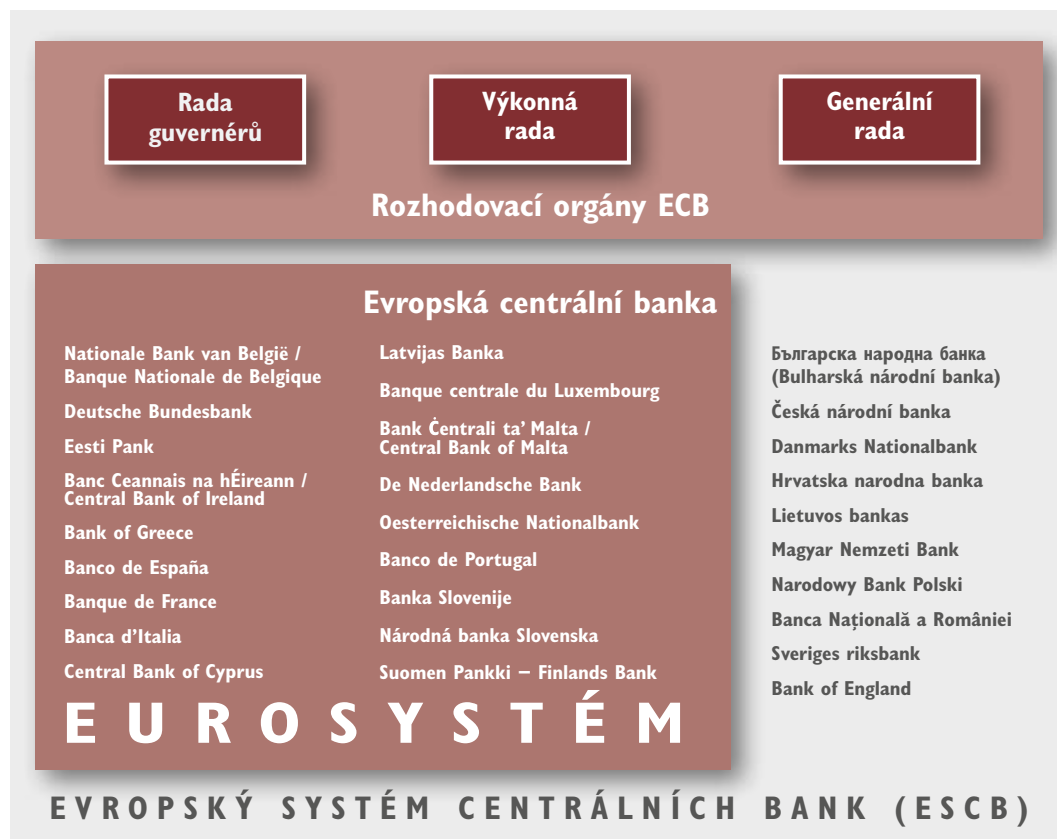 Rada
guvernérů
Výkonná
rada
Generální
rada
Rozhodovací orgány ECB
Evropská centrální banka
Nationale Bank van België /
Banque Nationale de Belgique
Deutsche Bundesbank
Eesti Pank
Banc Ceannais na hÉireann /
Central Bank of Ireland
Bank of Greece
Banco de España
Banque de France
Banca d’Italia
Central Bank of Cyprus
Latvijas Banka
Banque centrale du Luxembourg
Bank Ċentrali ta’ Malta /
Central Bank of Malta
De Nederlandsche Bank
Oesterreichische Nationalbank
Banco de Portugal
Banka Slovenije
Národná banka Slovenska
Suomen Pankki – Finlands Bank
EUROSYSTÉM
Българска народна банка
(Bulharská národní banka)
Česká národní banka
Danmarks Nationalbank
Hrvatska narodna banka
Lietuvos bankas
Magyar Nemzeti Bank
Narodowy Bank Polski
Banca Națională a României
Sveriges riksbank
Bank of England
EVROPSKÝ SYSTÉM CENTRÁLNÍCH BANK (ESCB)